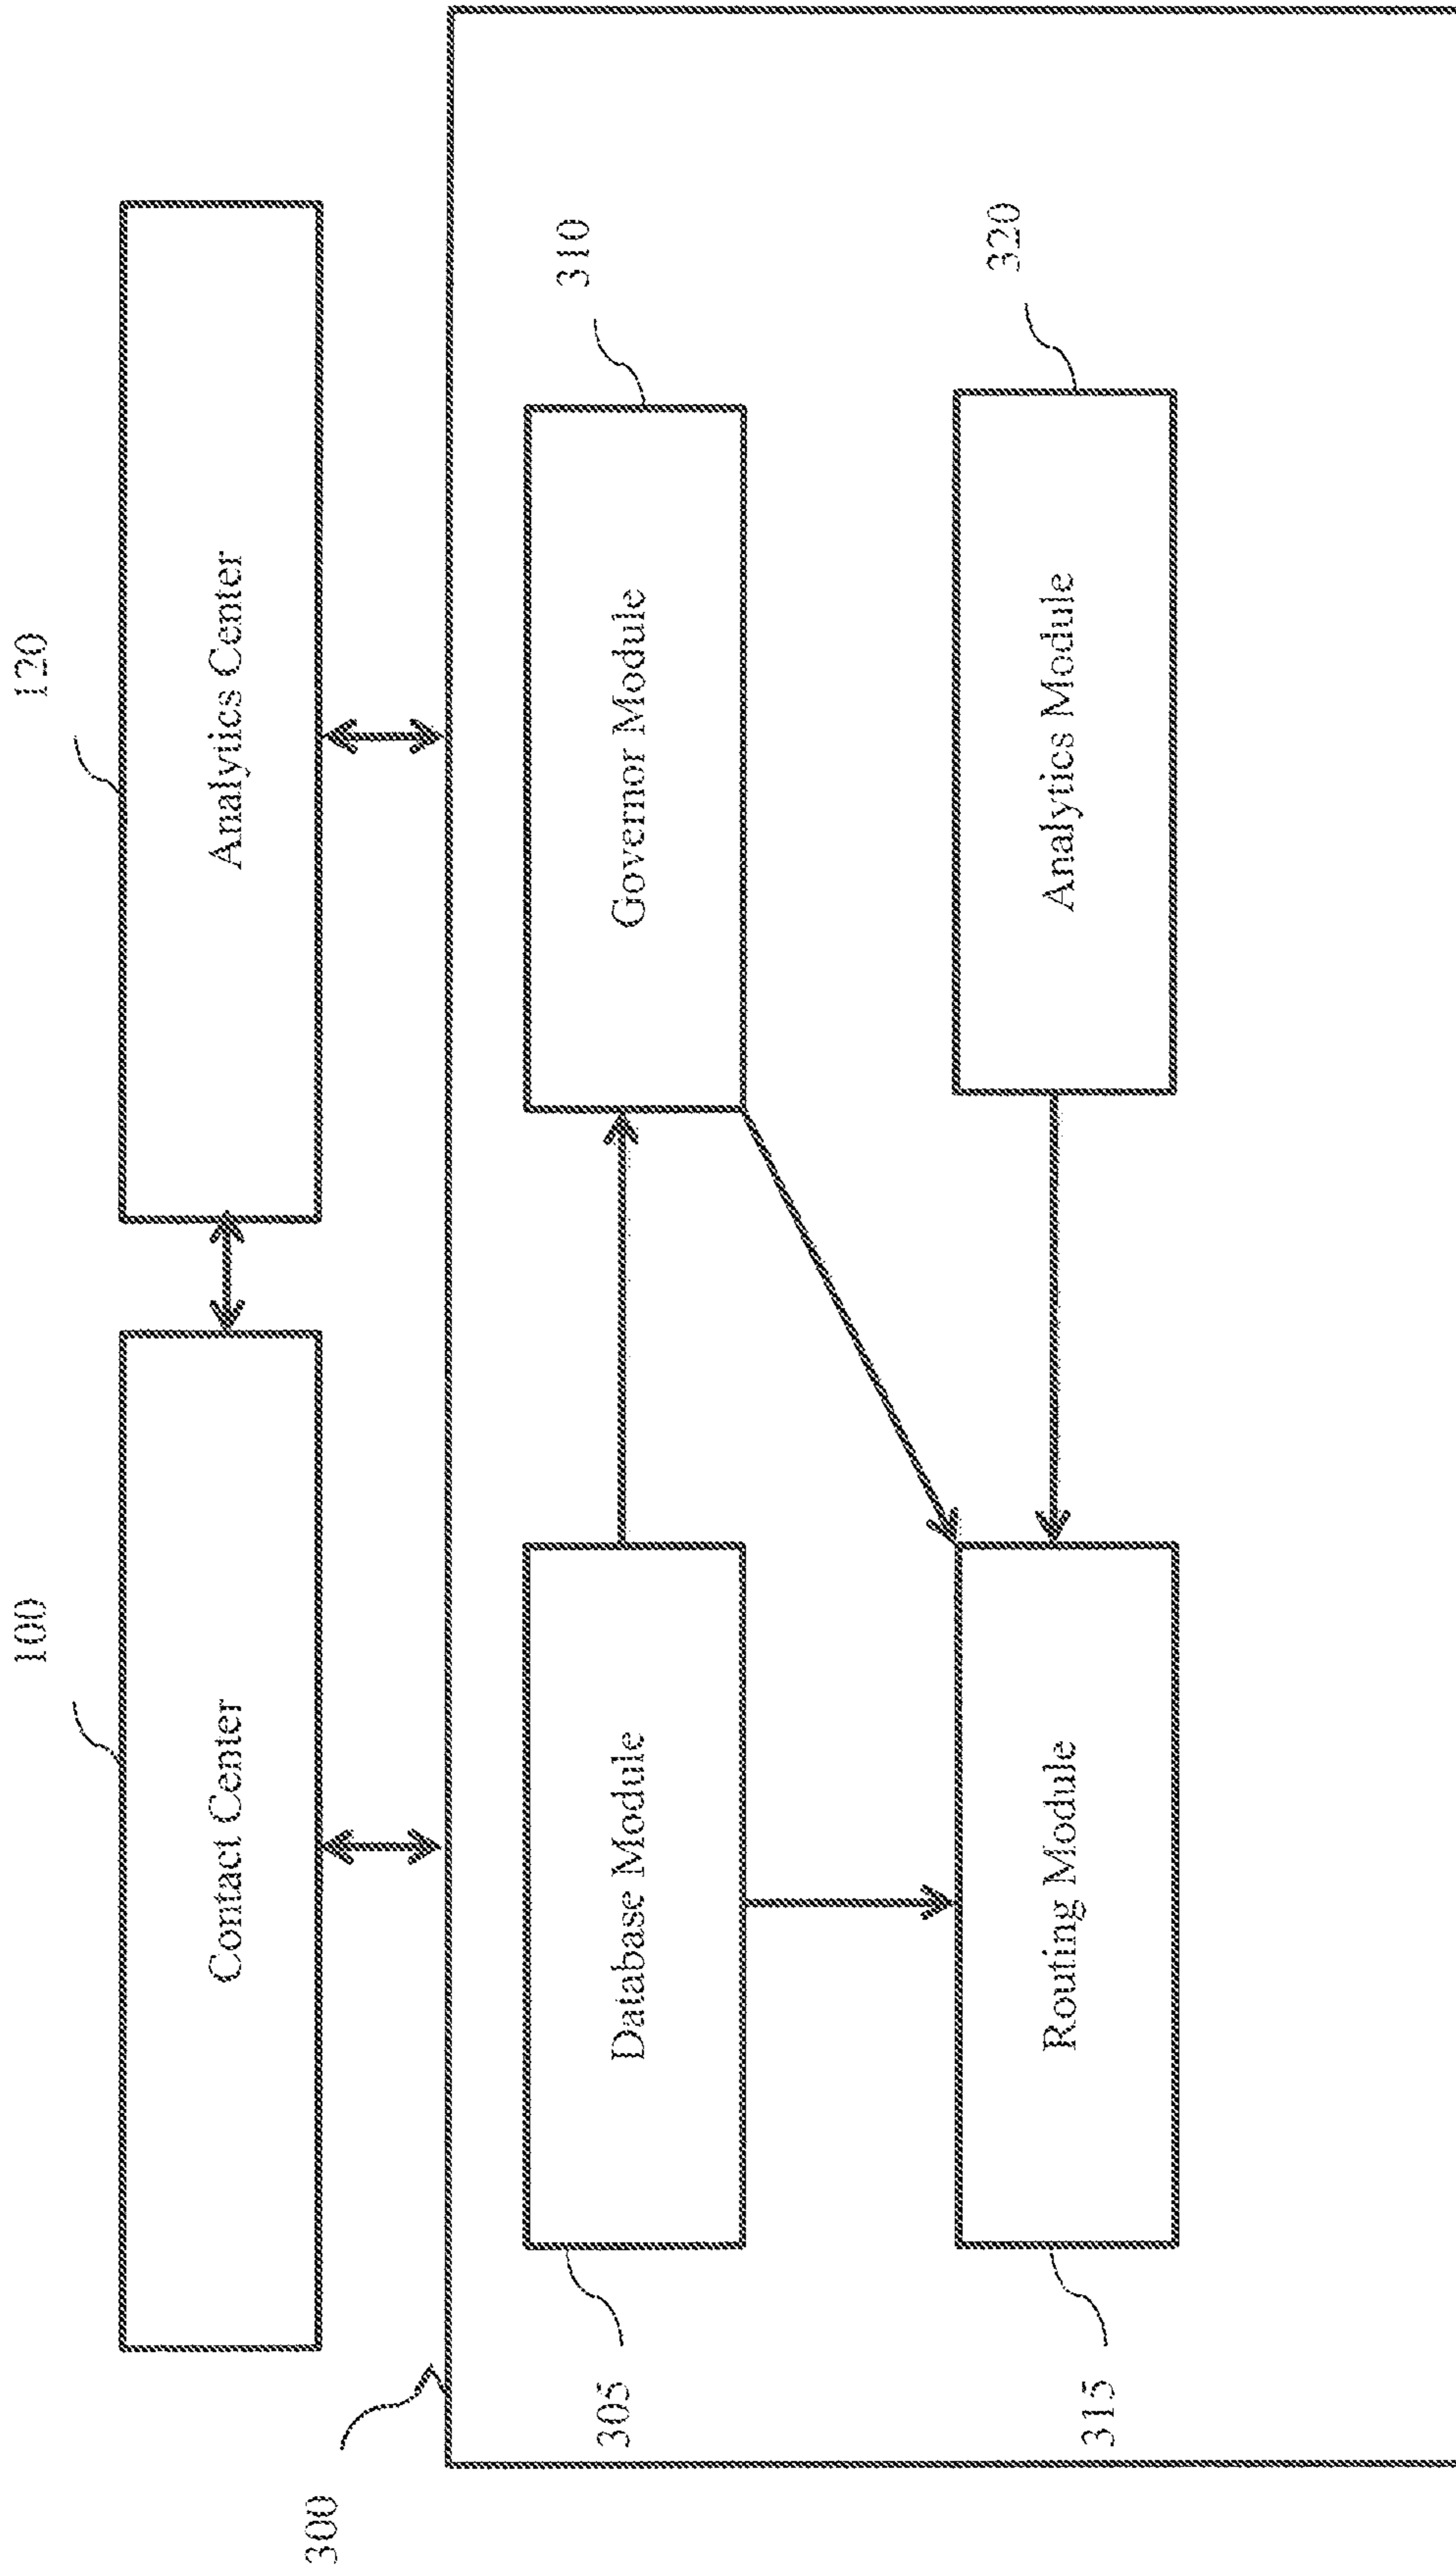 100
120
Contact Center
Analytics Center
300
310
Database Module
Governor Module
305
320
Routing Module
Analytics Module
315